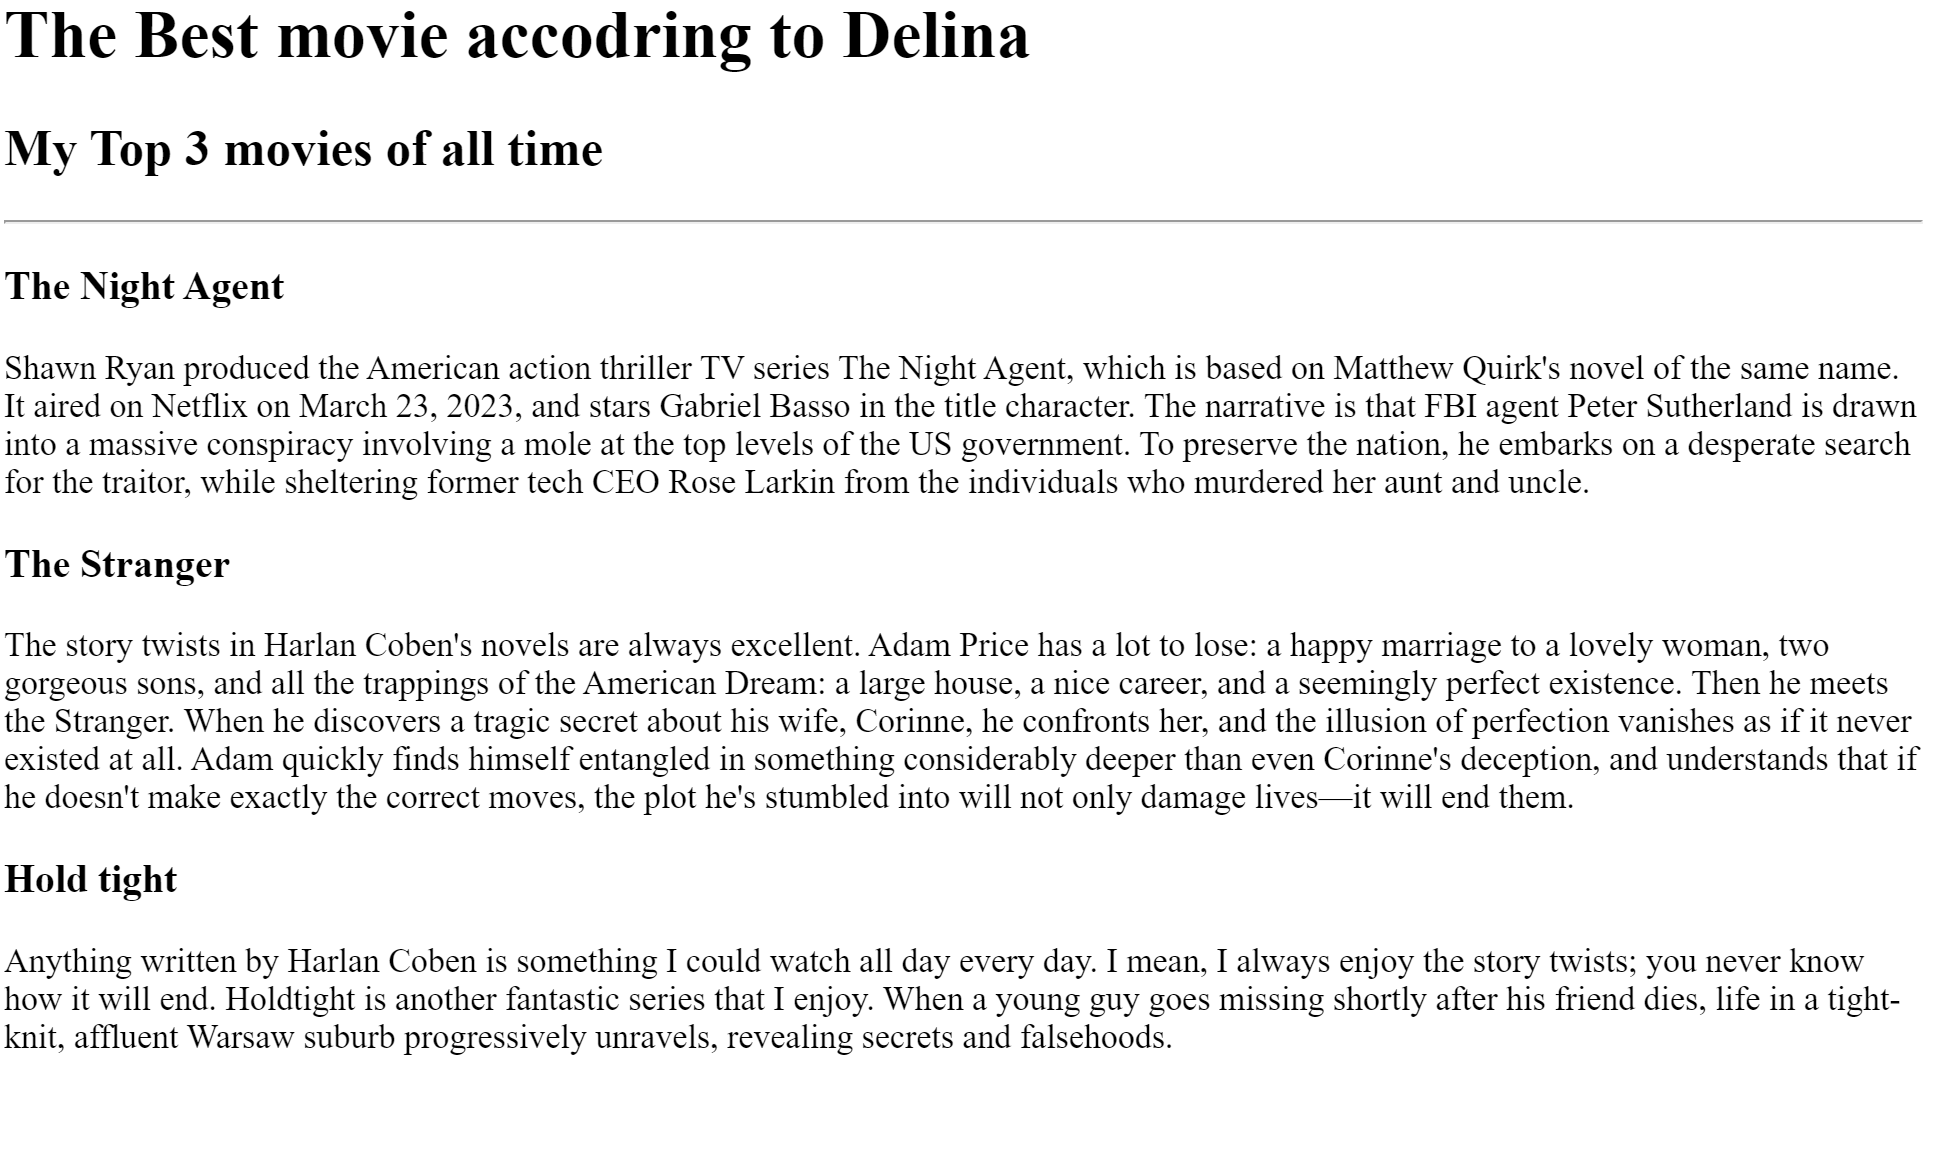 The Best movie accodring to Delina
My Top 3 movies of all time
The Night Agent
Shawn Ryan produced the American action thriller TV series The Night Agent, which is based on Matthew Quirk's novel of the same name.
It aired on Netflix on March 23, 2023, and stars Gabriel Basso in the title character. The narrative is that FBI agent Peter Sutherland is drawn
into a massive conspiracy involving a mole at the top levels of the US government. To preserve the nation, he embarks on a desperate search
for the traitor, while sheltering former tech CEO Rose Larkin from the individuals who murdered her aunt and uncle.
The Stranger
The story twists in Harlan Coben's novels are always excellent. Adam Price has a lot to lose: a happy marriage to a lovely woman, two
gorgeous sons, and all the trappings of the American Dream: a large house, a nice career, and a seemingly perfect existence. Then he meets
the Stranger. When he discovers a tragic secret about his wife, Corinne, he confronts her, and the illusion of perfection vanishes as if it never
existed at all. Adam quickly finds himself entangled in something considerably deeper than even Corinne's deception, and understands that if
he doesn't make exactly the correct moves, the plot he's stumbled into will not only damage lives—it will end them.
Hold tight
Anything written by Harlan Coben is something I could watch all day every day. I mean, I always enjoy the story twists; you never know
how it will end. Holdtight is another fantastic series that I enjoy. When a young guy goes missing shortly after his friend dies, life in a tight-
knit, affluent Warsaw suburb progressively unravels, revealing secrets and falsehoods.